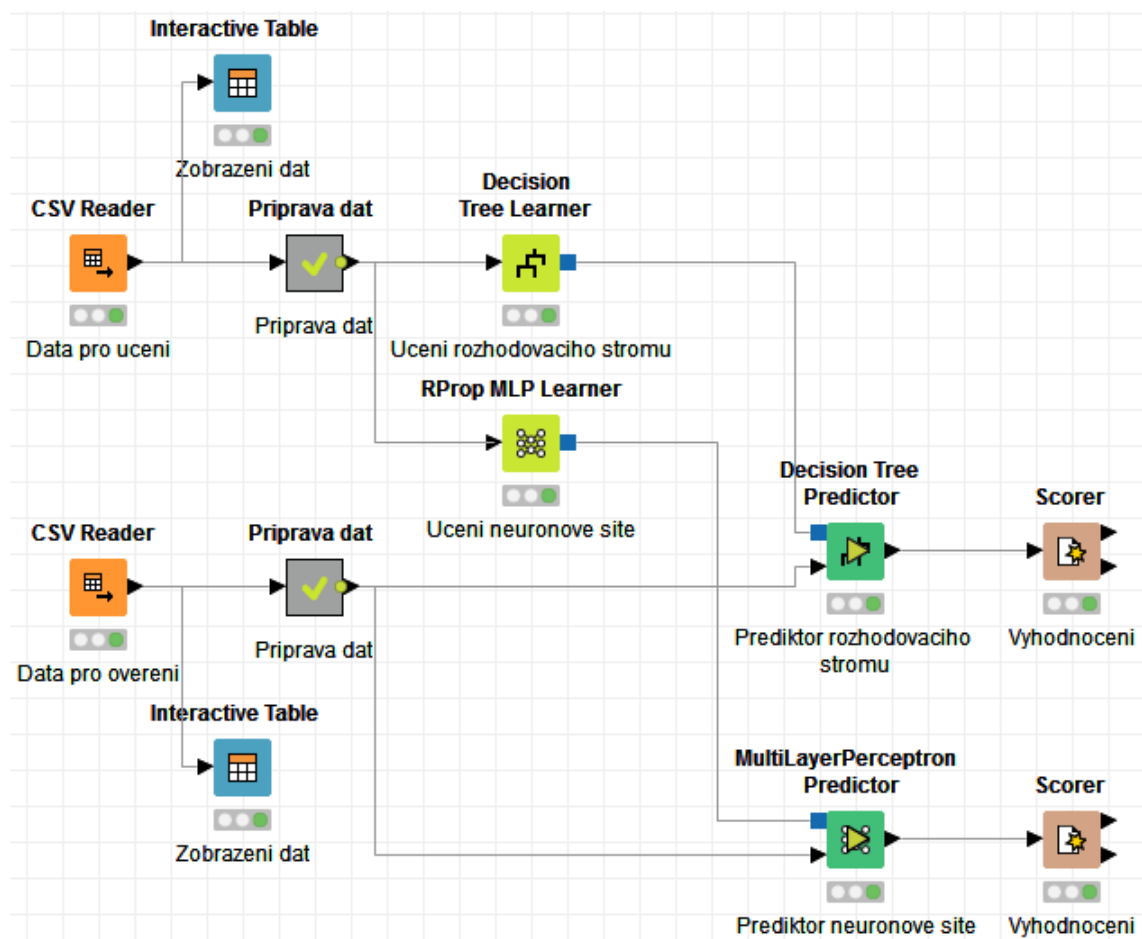 Interactive Table
Zobrazeni dat
CSV Reader
Data pro uceni
Priprava dat
Priprava dat
Decision
Tree Learner
Uceni rozhodovaciho stromu
RProp MLP Learner
Uceni neuronove site
CSV Reader
Data pro overeni
Priprava dat
Priprava dat
Interactive Table
Zobrazeni dat
Decision Tree
Predictor
Prediktor rozhodovaciho
stromu
Scorer
Vyhodnoceni
MultiLayerPerceptron
Predictor
Prediktor neuronove site
Scorer
Vyhodnoceni